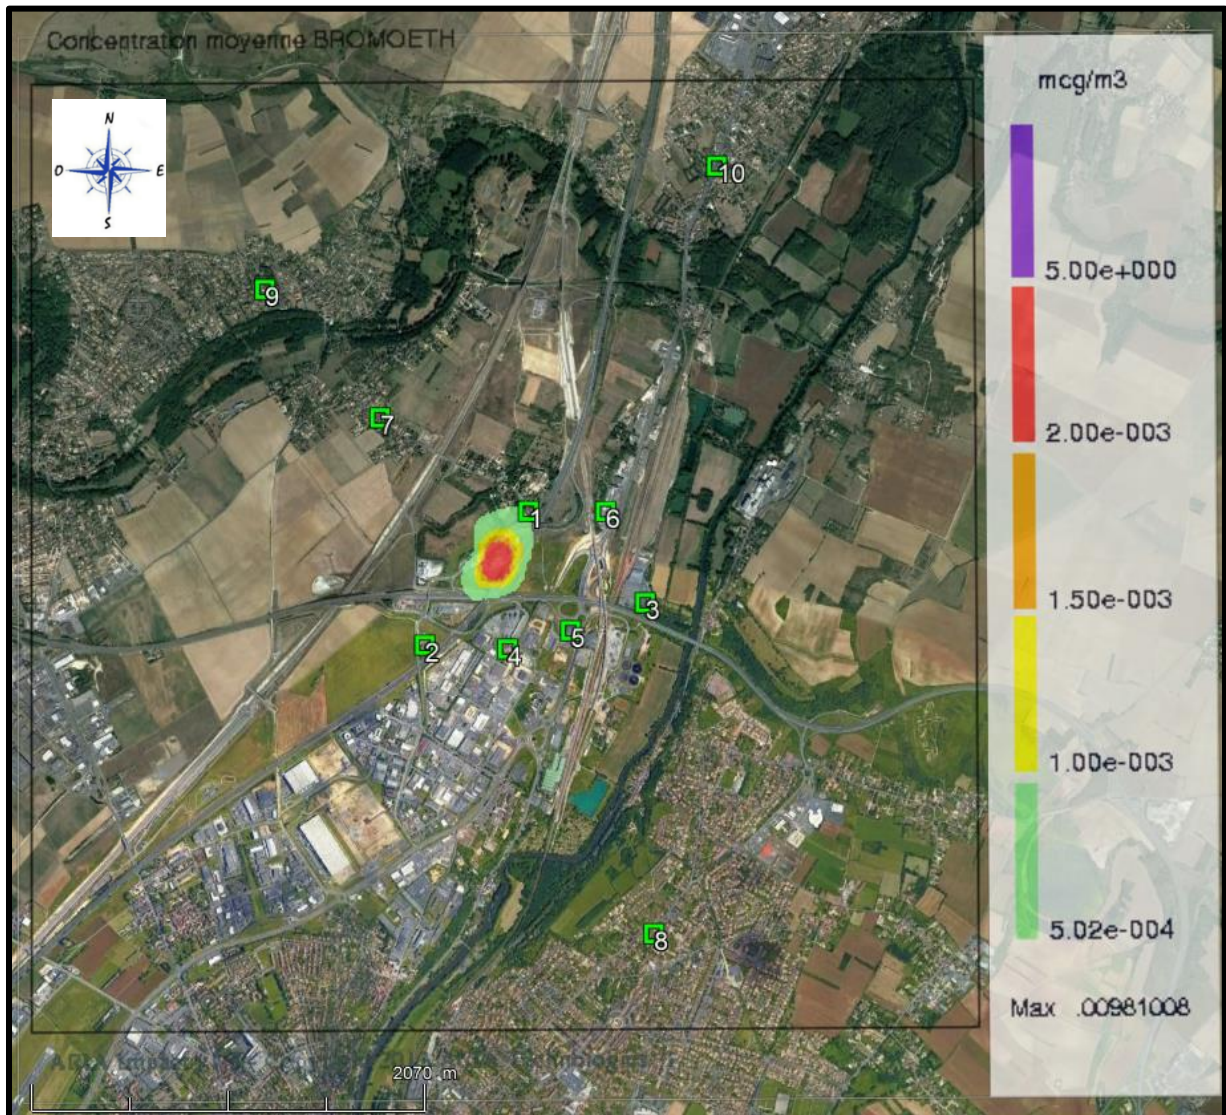 Concentration moyenne BROMOETH
mcg/m3
N
O
E
S
10
5.00e+000
9
7
2.00e-003
1
6
3
1.50e-003
5
2
4
1.00e-003
8
5.02e-004
Max .00981008
2070 m